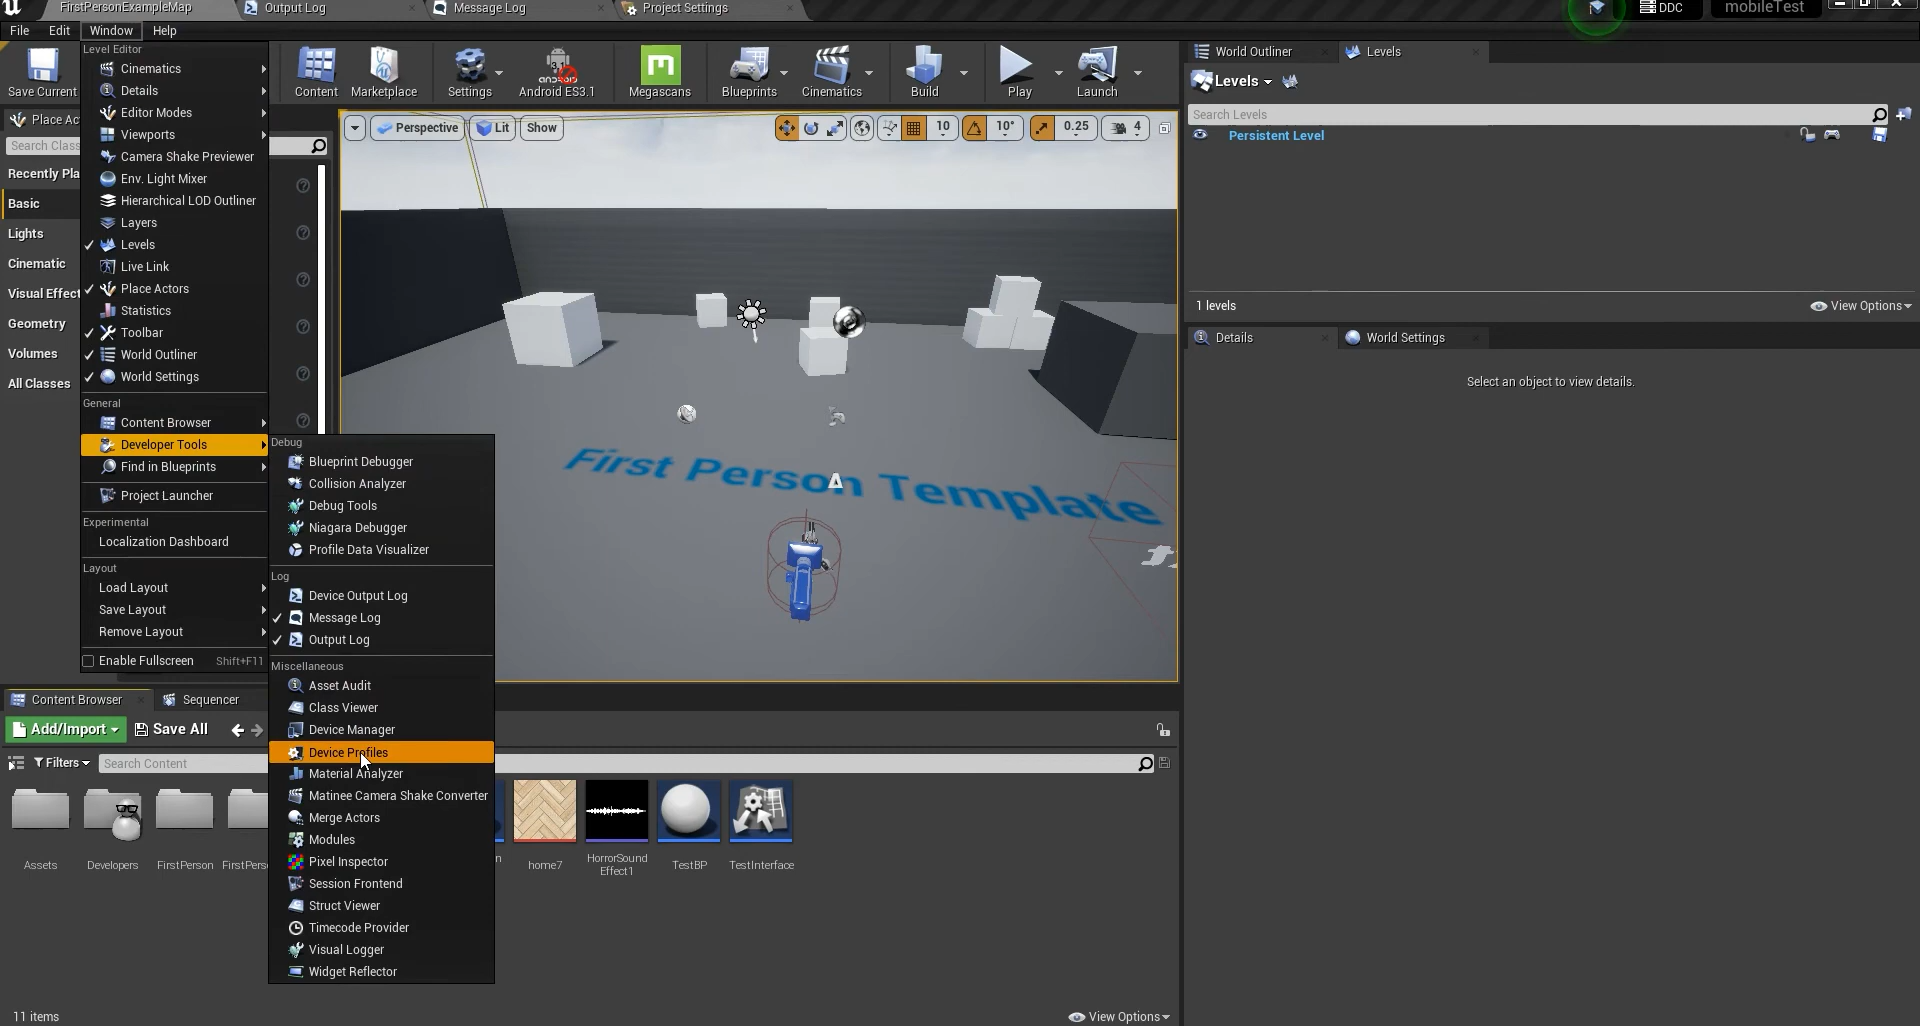 FirstPersonExampleMap
Output Log
Message Log
Project Settings
DDC
mobileTest
File Edit Window Help
Save Current
Content
Marketplace
Settings
Android ES3.1
Megascans
Blueprints
Cinematics
Build
Play
Launch
Level Editor
Cinematics
Details
Editor Modes
Viewports
Camera Shake Previewer
Env. Light Mixer
Hierarchical LOD Outliner
Layers
Levels
Live Link
Place Actors
Statistics
Toolbar
World Outliner
World Settings
General
Content Browser
Developer Tools
Find in Blueprints
Project Launcher
Experimental
Localization Dashboard
Layout
Load Layout
Save Layout
Remove Layout
Enable Fullscreen Shift+F11
Place Ac
Search Class
Recently Pla
Basic
Lights
Cinematic
Visual Effect
Geometry
Volumes
All Classes
Debug
Blueprint Debugger
Collision Analyzer
Debug Tools
Niagara Debugger
Profile Data Visualizer
Log
Device Output Log
Message Log
Output Log
Miscellaneous
Asset Audit
Class Viewer
Device Manager
Device Profiles
Material Analyzer
Matinee Camera Shake Converter
Merge Actors
Modules
Pixel Inspector
Session Frontend
Struct Viewer
Timecode Provider
Visual Logger
Widget Reflector
Perspective
Lit
Show
10
10°
0.25
4
First Person Template
World Outliner
Levels
Levels
Search Levels
Persistent Level
1 levels
View Options
Details
World Settings
Select an object to view details.
Content Browser
Sequencer
Add/Import
Save All
Filters
Search Content
Assets
Developers
FirstPerson
FirstPers
n
home7
HorrorSound
Effect1
TestBP
TestInterface
11 items
View Options